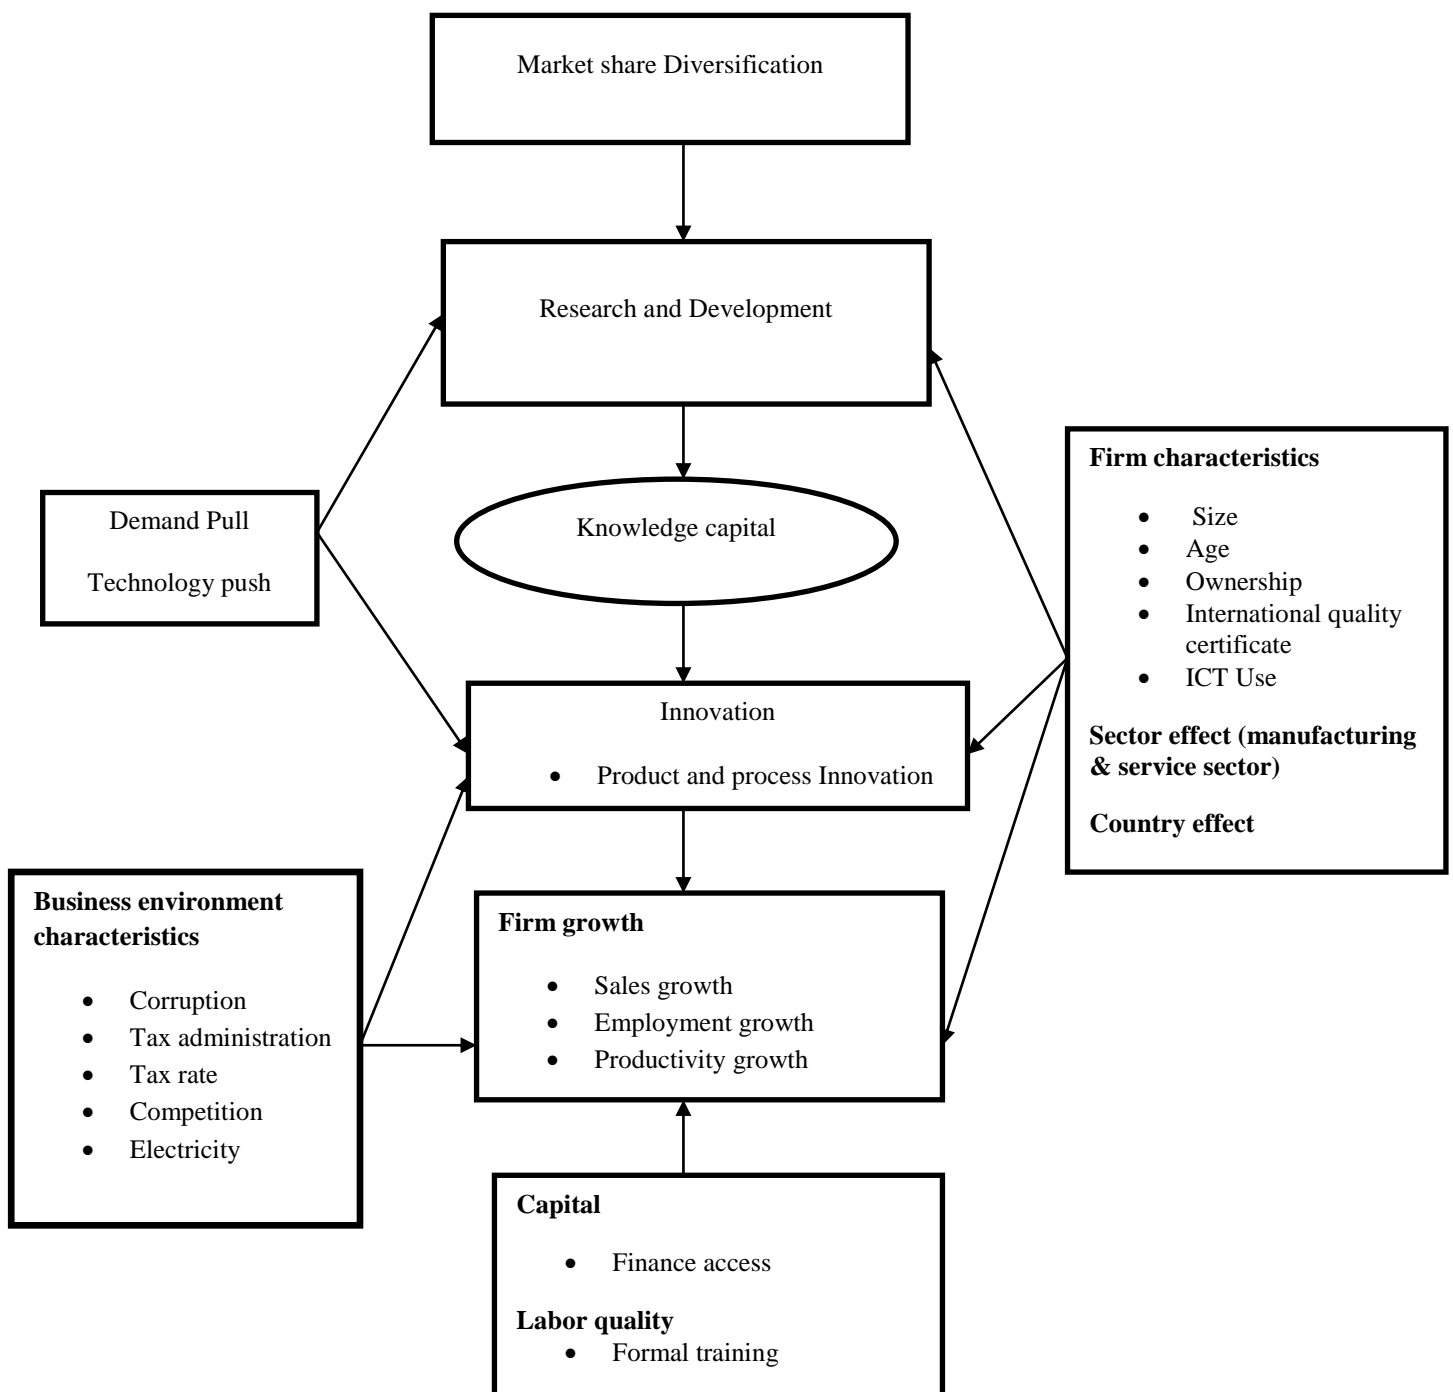 Market share Diversification
Research and Development
Knowledge capital
Demand Pull
Technology push
Innovation
• Product and process Innovation
Firm characteristics
• Size
• Age
• Ownership
• International quality
certificate
• ICT Use
Sector effect (manufacturing
& service sector)
Country effect
Business environment
characteristics
• Corruption
• Tax administration
• Tax rate
• Competition
• Electricity
Firm growth
• Sales growth
• Employment growth
• Productivity growth
Capital
• Finance access
Labor quality
• Formal training